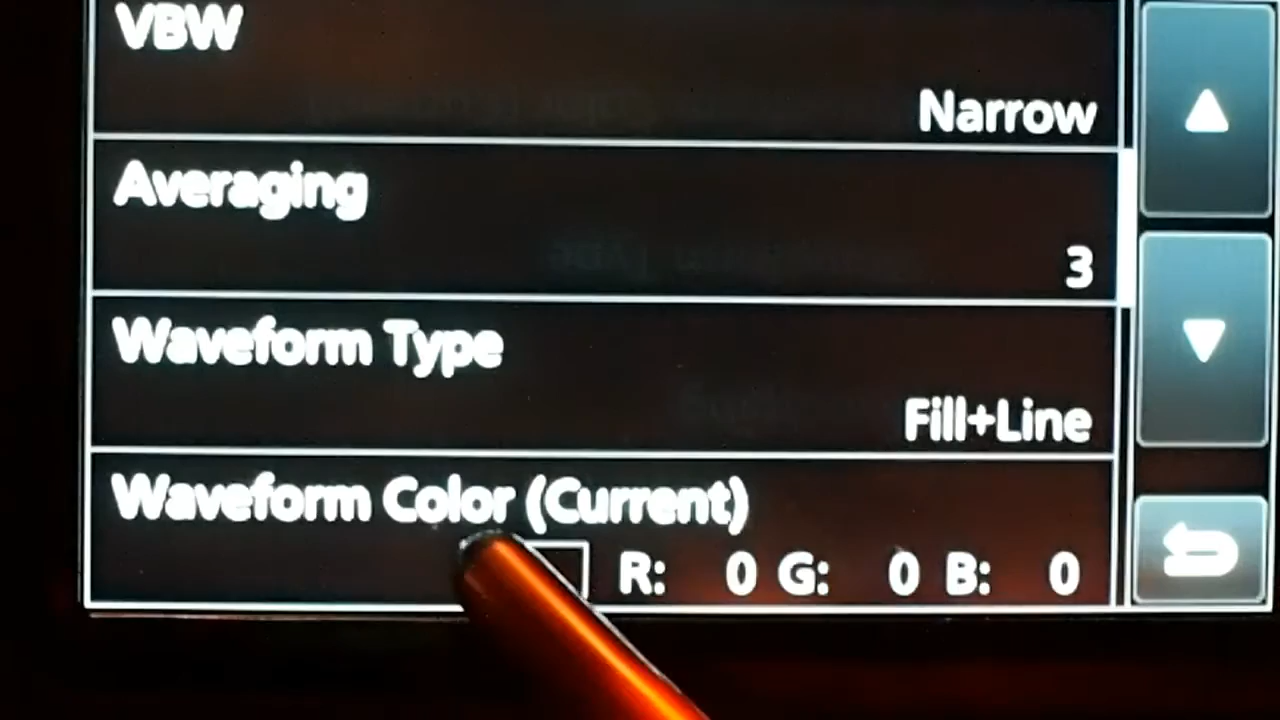 VBW
Narrow
Averaging
3
Waveform Type
Fill+Line
Waveform Color (Current)
R: 0 G: 0 B: 0